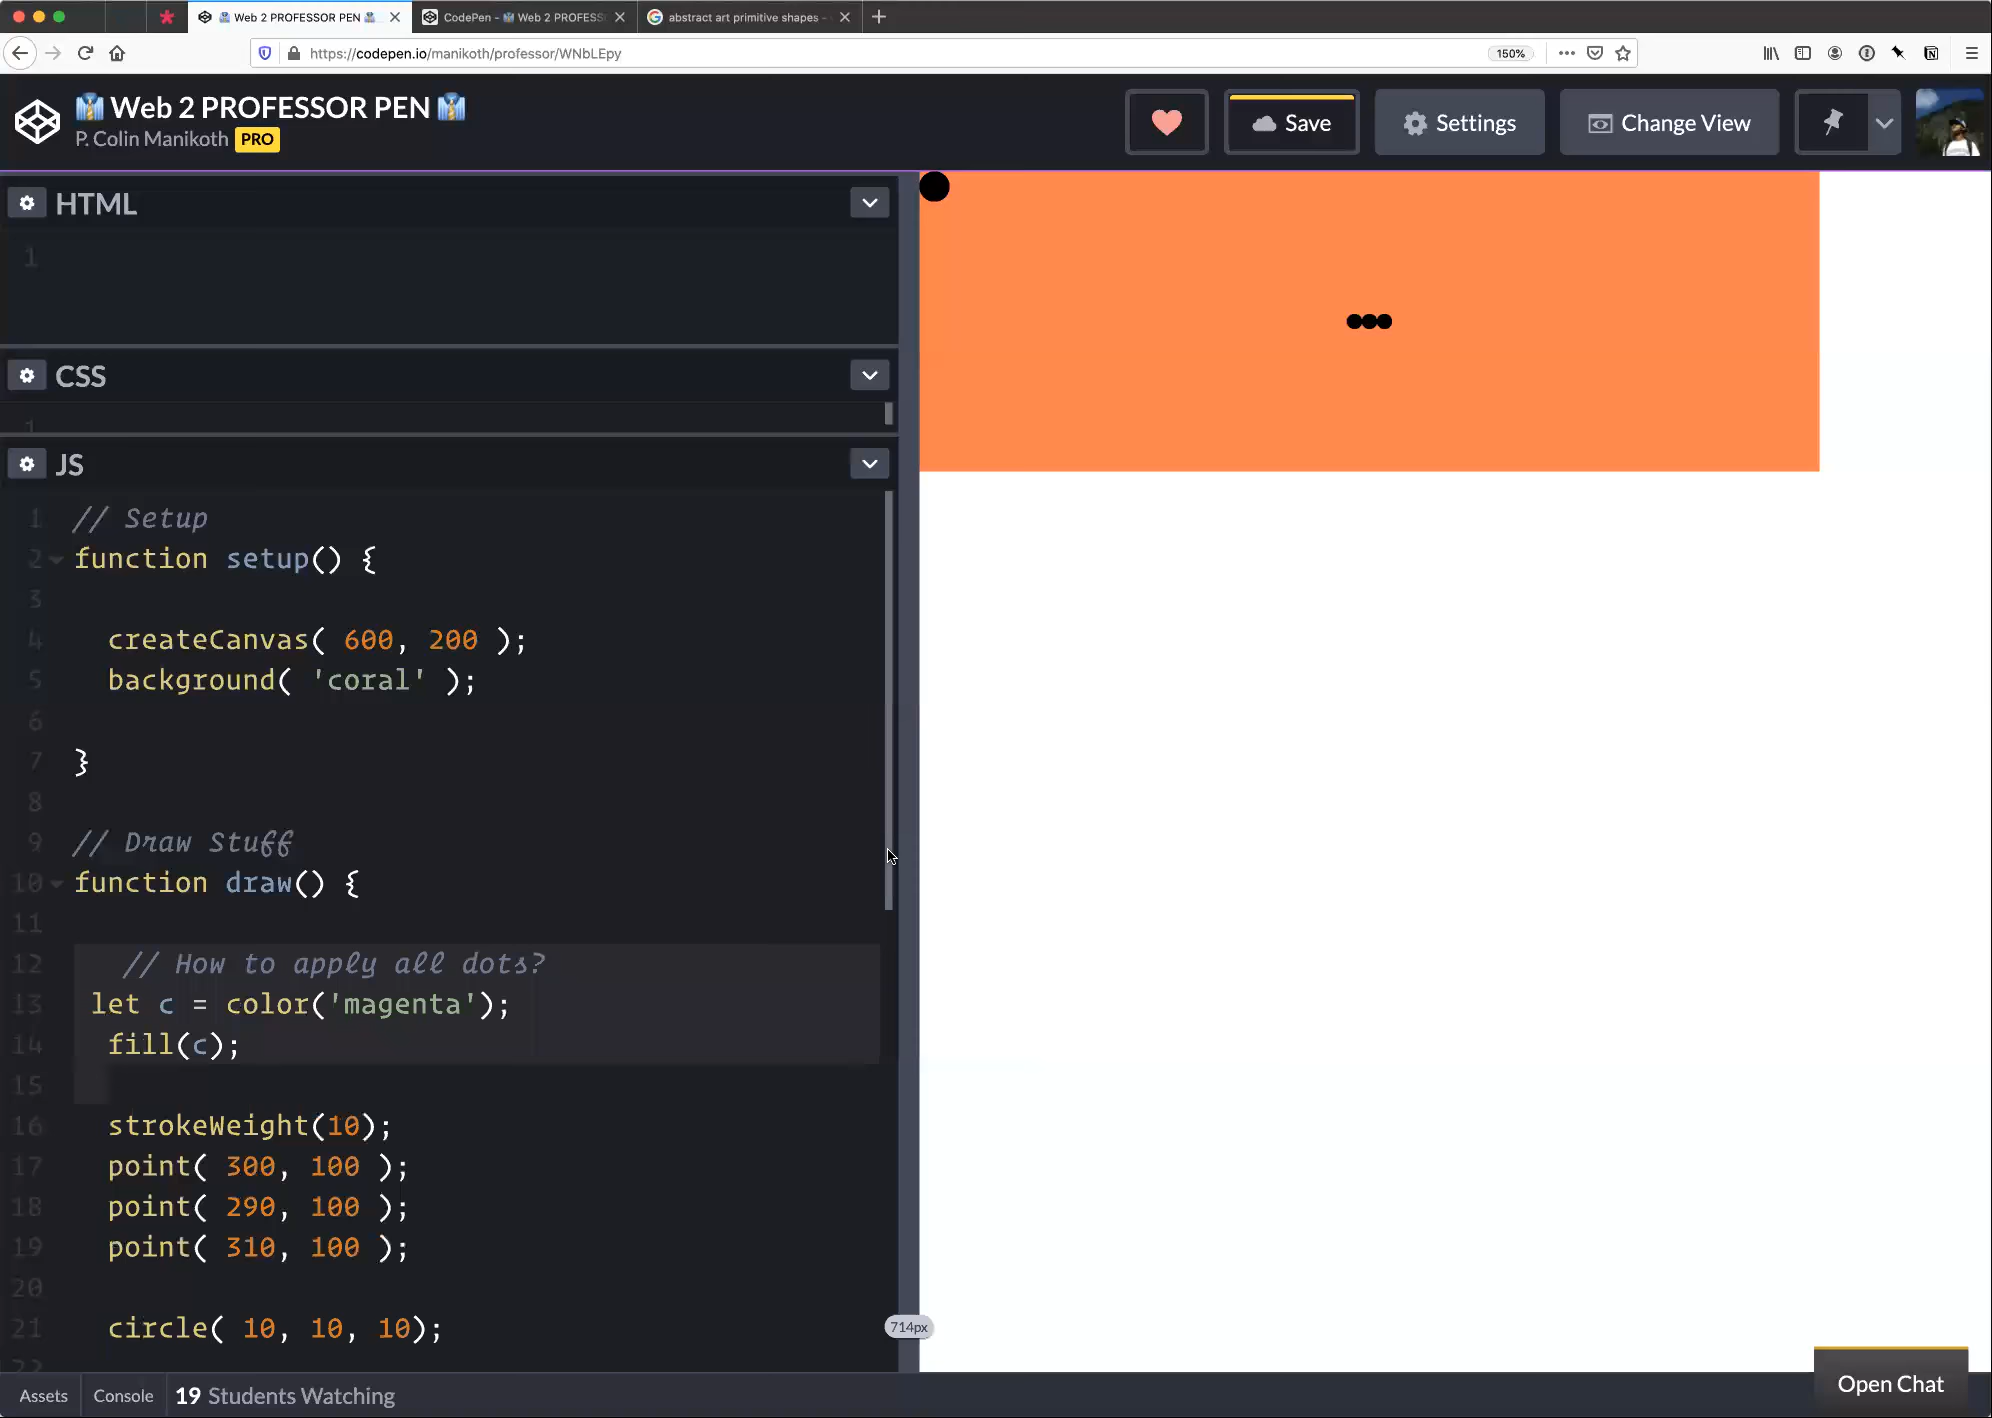 Web 2 PROFESSOR PEN
CodePen - Web 2 PROFESS
abstract art primitive shapes -
https://codepen.io/manikoth/professor/WNbLEpy
150%
Web 2 PROFESSOR PEN
P. Colin Manikoth PRO
Save
Settings
Change View
HTML
1
CSS
1
JS
1 // Setup
2 function setup() {
3
4 createCanvas( 600, 200 );
5 background( 'coral' );
6
7 }
8
9 // Draw Stuff
10 function draw() {
11
12 // How to apply all dots?
13 let c = color('magenta');
14 fill(c);
15
16 strokeWeight(10);
17 point( 300, 100 );
18 point( 290, 100 );
19 point( 310, 100 );
20
21 circle( 10, 10, 10);
22
714px
Assets
Console
19 Students Watching
Open Chat